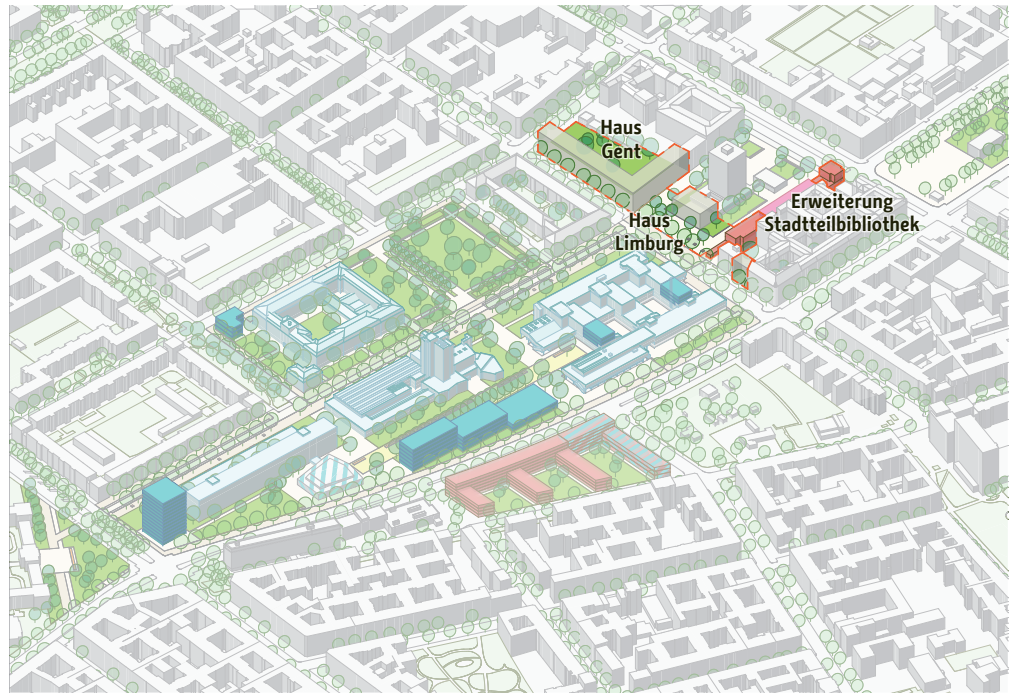 Haus
Gent
Haus
Limburg
Erweiterung
Stadtteilbibliothek